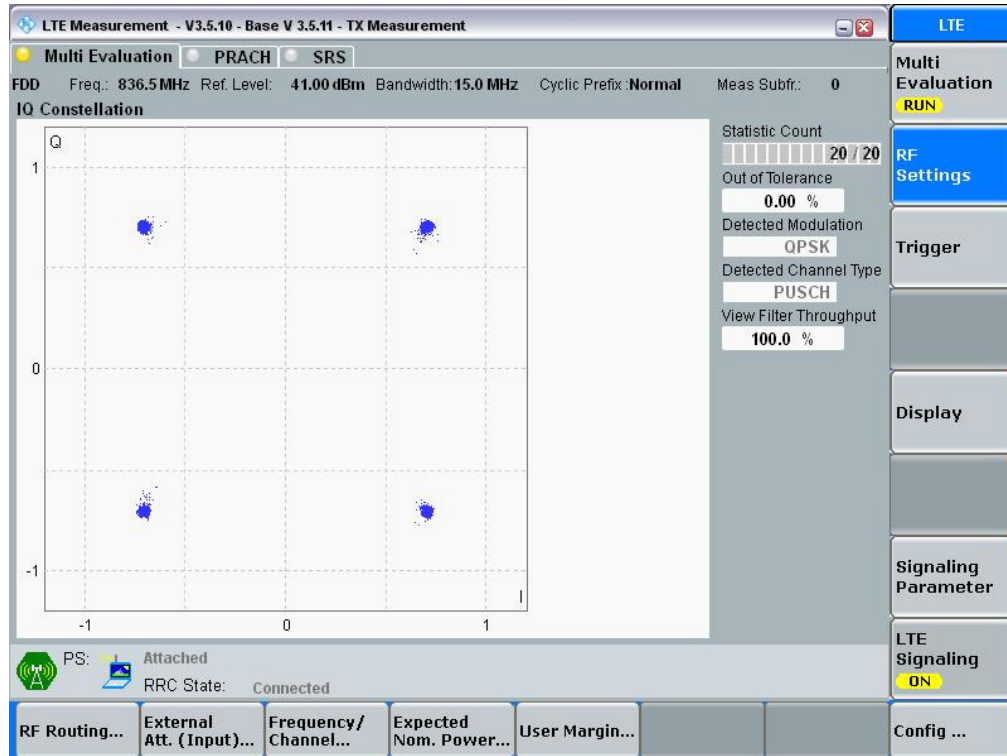 LTE Measurement - V3.5.10 - Base V 3.5.11 - TX Measurement
LTE
Multi Evaluation PRACH SRS
FDD Freq.: 836.5 MHz Ref. Level: 41.00 dBm Bandwidth: 15.0 MHz Cyclic Prefix : Normal Meas Subfr.: 0
IQ Constellation
Q
1
0
-1
-1 0 1
I
Statistic Count
20 / 20
Out of Tolerance
0.00 %
Detected Modulation
QPSK
Detected Channel Type
PUSCH
View Filter Throughput
100.0 %
Multi
Evaluation
RUN
RF
Settings
Trigger
Display
Signaling
Parameter
LTE
Signaling
ON
PS: Attached
RRC State: Connected
RF Routing...
External
Att. (Input)...
Frequency/
Channel...
Expected
Nom. Power...
User Margin...
Config ...